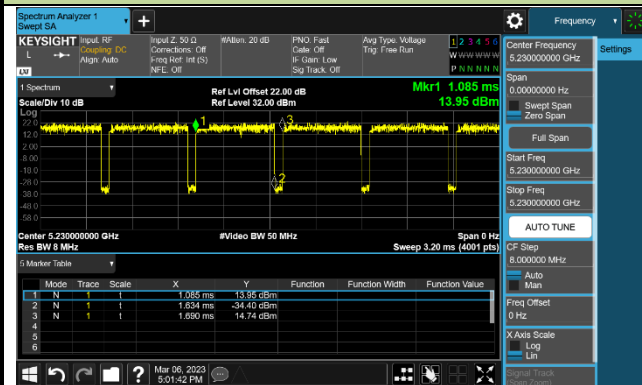 Spectrum Analyzer 1
Swept SA
Frequency
KEYSIGHT
Input: RF
Coupling: DC
Align: Auto
Input Z: 50 Ω
Corrections: Off
Freq Ref: Int (S)
NFE: Off
#Atten: 20 dB
PNO: Fast
Gate: Off
IF Gain: Low
Sig Track: Off
Avg Type: Voltage
Trig: Free Run
1 2 3 4 5 6
W W W W W W
P N N N N N
L
LXI
1 Spectrum
Scale/Div 10 dB
Ref Lvl Offset 22.00 dB
Ref Level 32.00 dBm
Mkr1 1.085 ms
13.95 dBm
Log
22.0
12.0
2.00
-8.00
-18.0
-28.0
-38.0
-48.0
-58.0
1
3
2
Center 5.230000000 GHz
Res BW 8 MHz
#Video BW 50 MHz
Span 0 Hz
Sweep 3.20 ms (4001 pts)
5 Marker Table
Mode Trace Scale X Y Function Function Width Function Value
1 N 1 t 1.085 ms 13.95 dBm
2 N 1 t 1.634 ms -34.40 dBm
3 N 1 t 1.690 ms 14.74 dBm
4
5
6
Mar 06, 2023
5:01:42 PM
Settings
Center Frequency
5.230000000 GHz
Span
0.00000000 Hz
Swept Span
Zero Span
Full Span
Start Freq
5.230000000 GHz
Stop Freq
5.230000000 GHz
AUTO TUNE
CF Step
8.000000 MHz
Auto
Man
Freq Offset
0 Hz
X Axis Scale
Log
Lin
Signal Track
(Span Zoom)